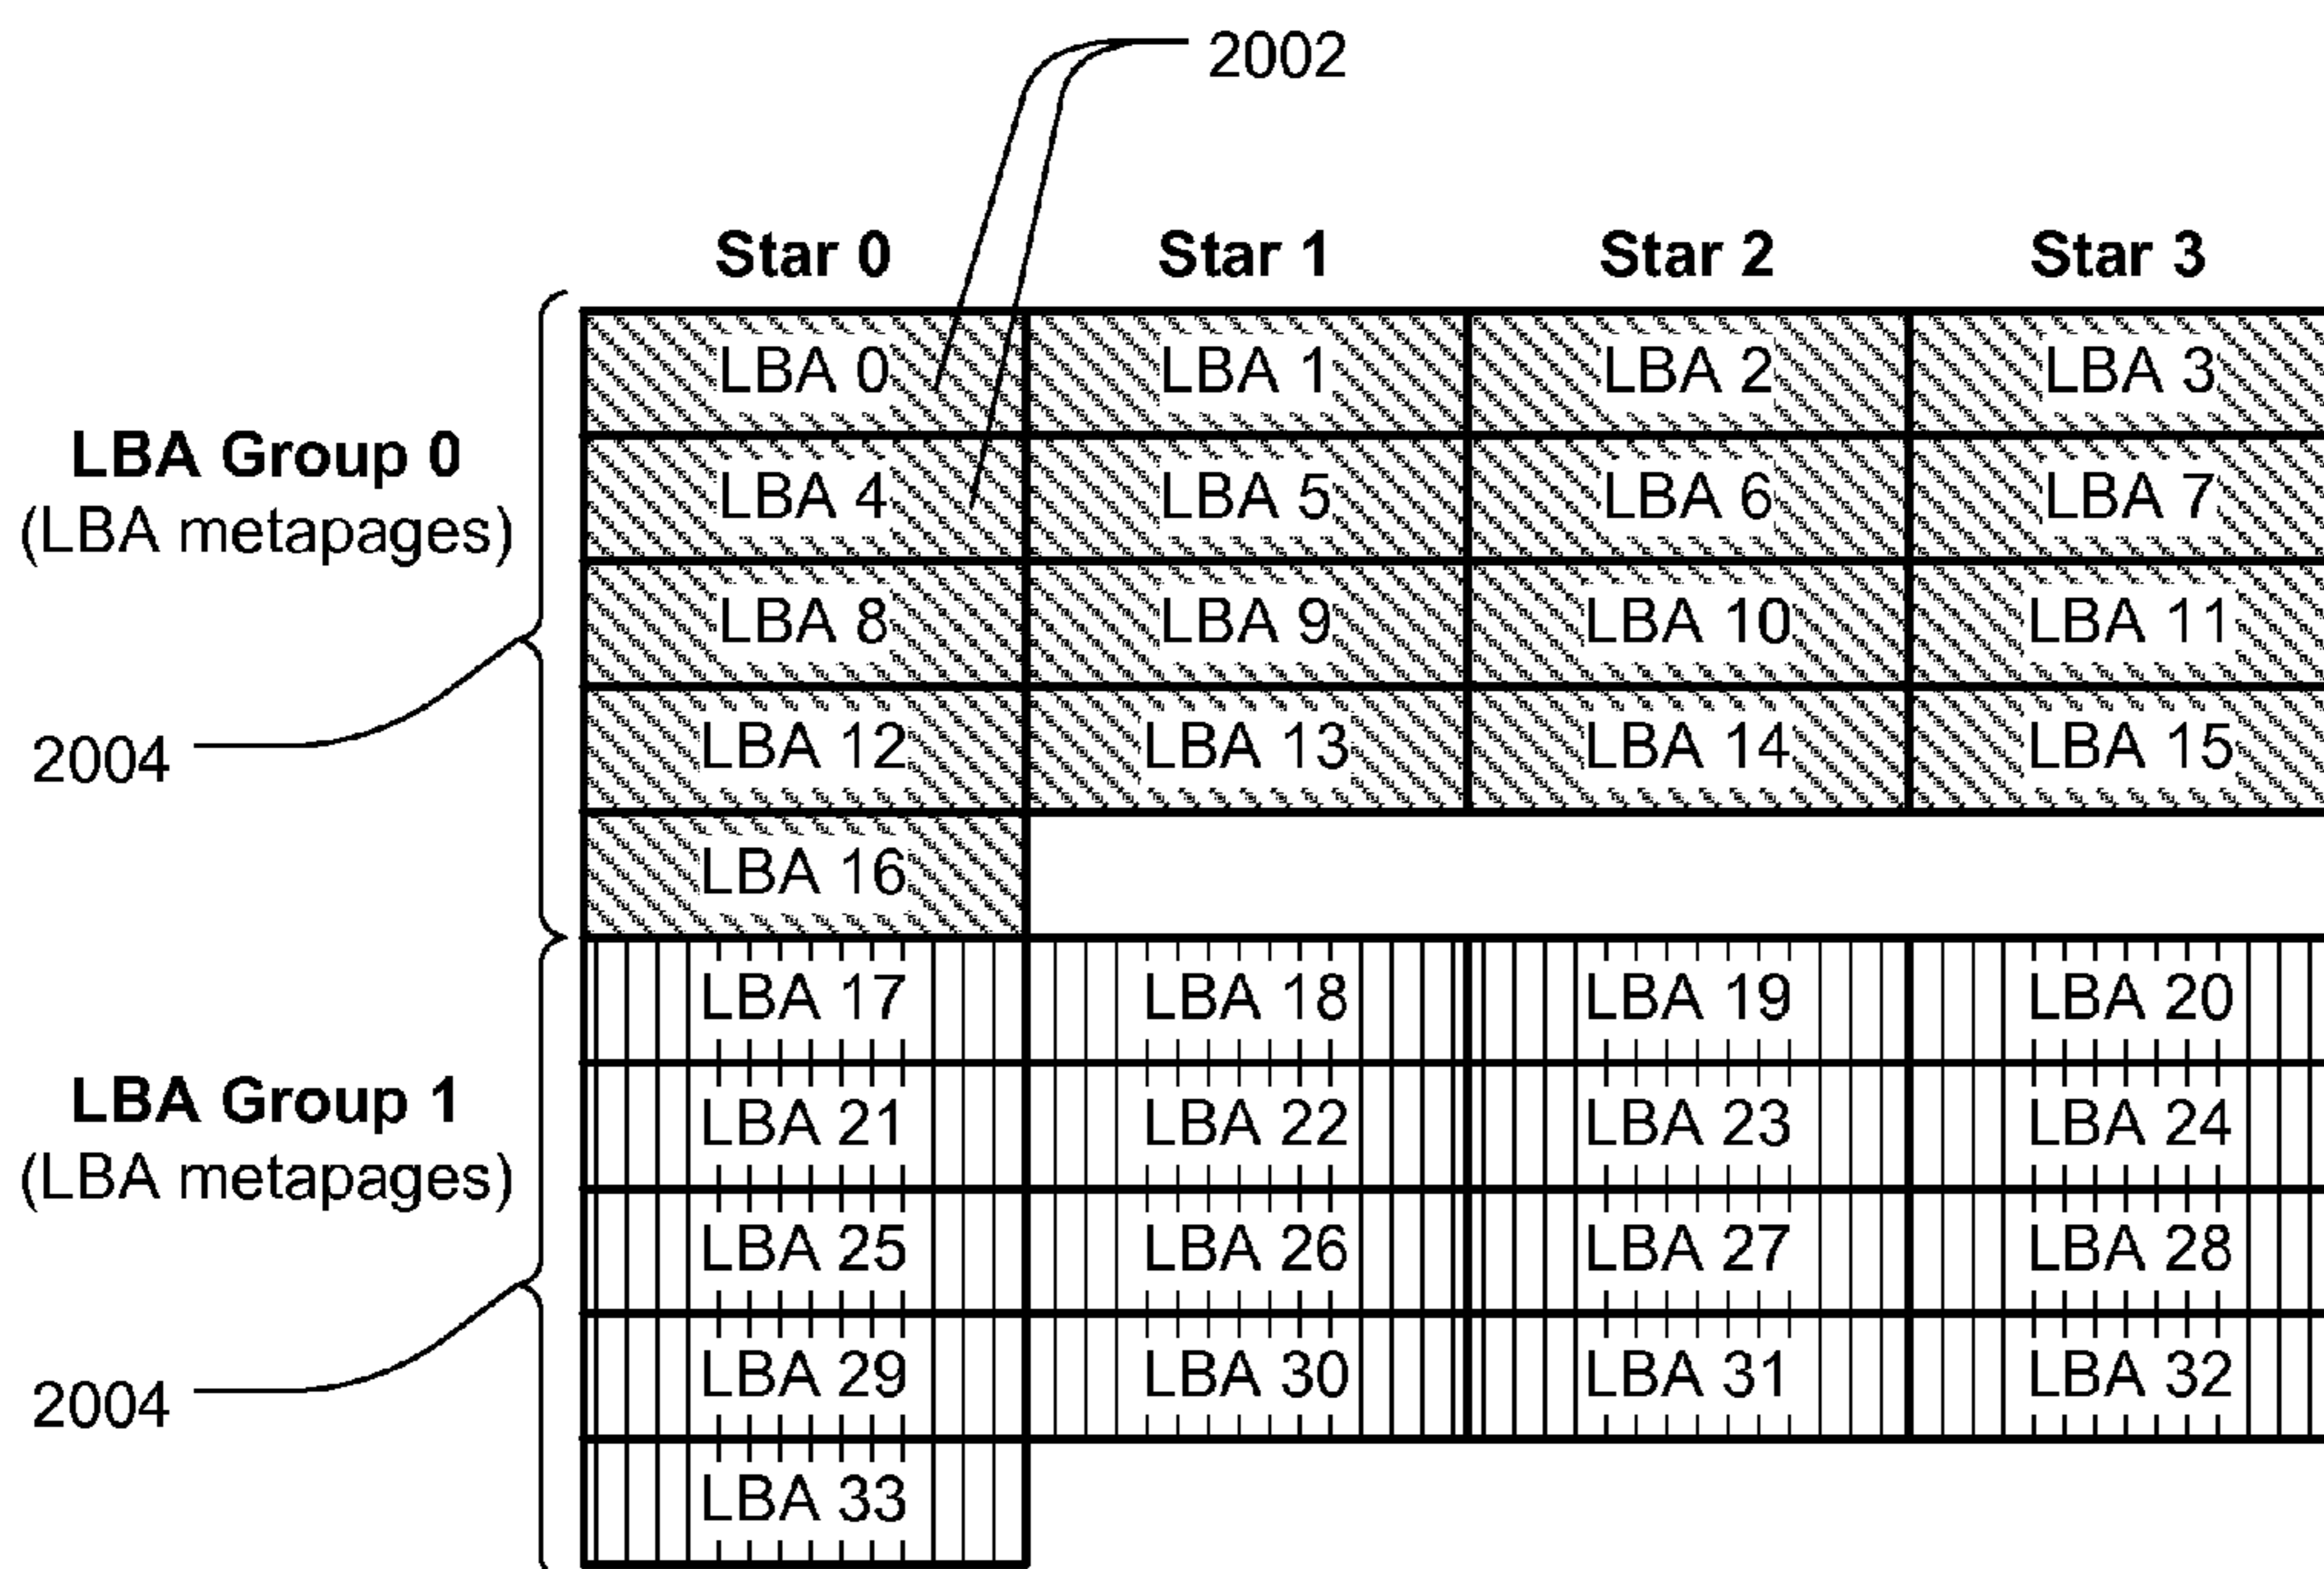 2002
Star 0 Star 1 Star 2 Star 3
LBA 0 LBA 1 LBA 2 LBA 3
LBA Group 0
(LBA metapages)
LBA 4 LBA 5 LBA 6 LBA 7
LBA 8 LBA 9 LBA 10 LBA 11
2004
LBA 12 LBA 13 LBA 14 LBA 15
LBA 16
LBA 17 LBA 18 LBA 19 LBA 20
LBA Group 1
(LBA metapages)
LBA 21 LBA 22 LBA 23 LBA 24
LBA 25 LBA 26 LBA 27 LBA 28
2004
LBA 29 LBA 30 LBA 31 LBA 32
LBA 33